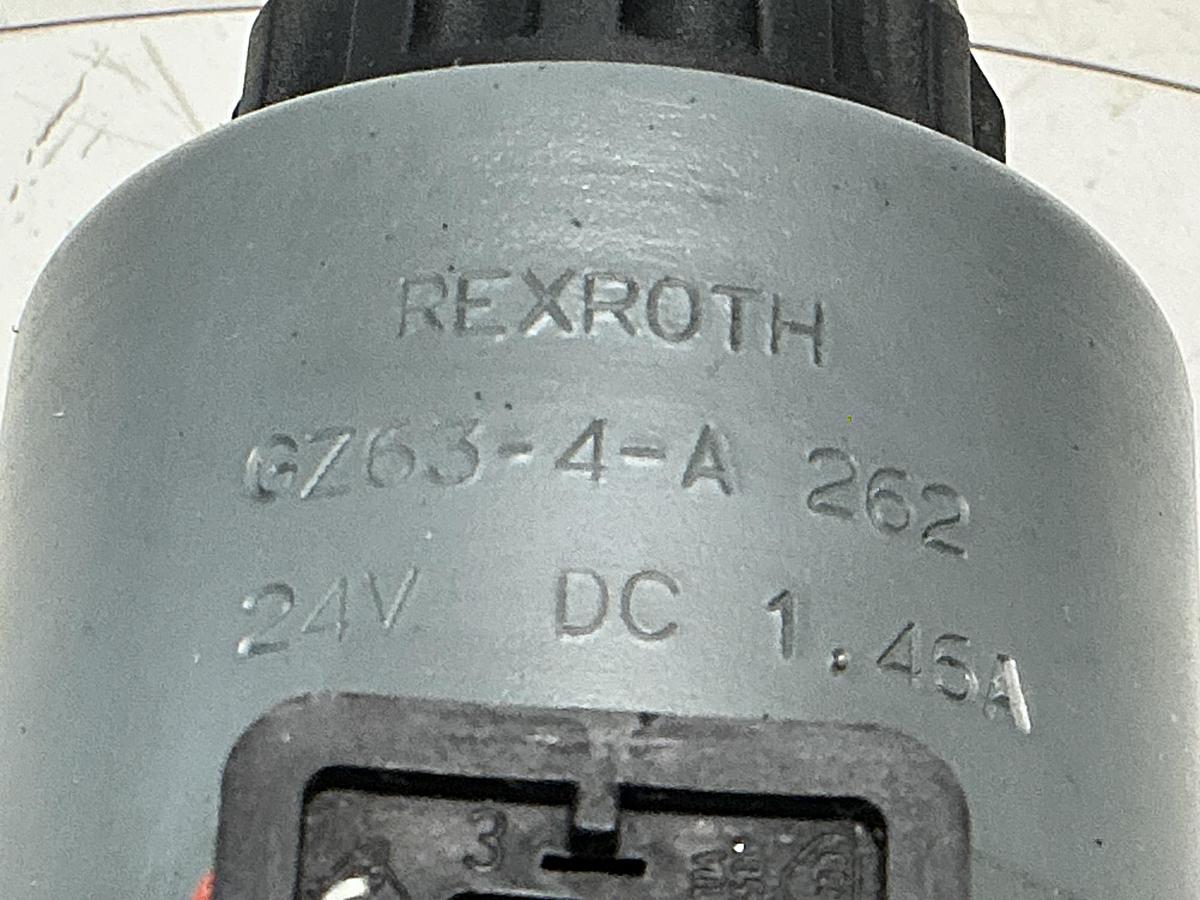 REXROTH
GZ63-4-A 262
24V DC 1.45A
3